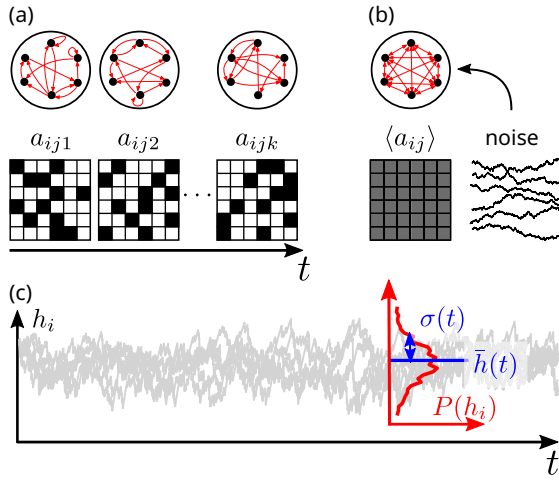 (a)
(b)
a_{ij1} a_{ij2} ... a_{ijk}
⟨a_{ij}⟩
noise
t
(c)
h_i
σ(t)
h̄(t)
P(h_i)
t